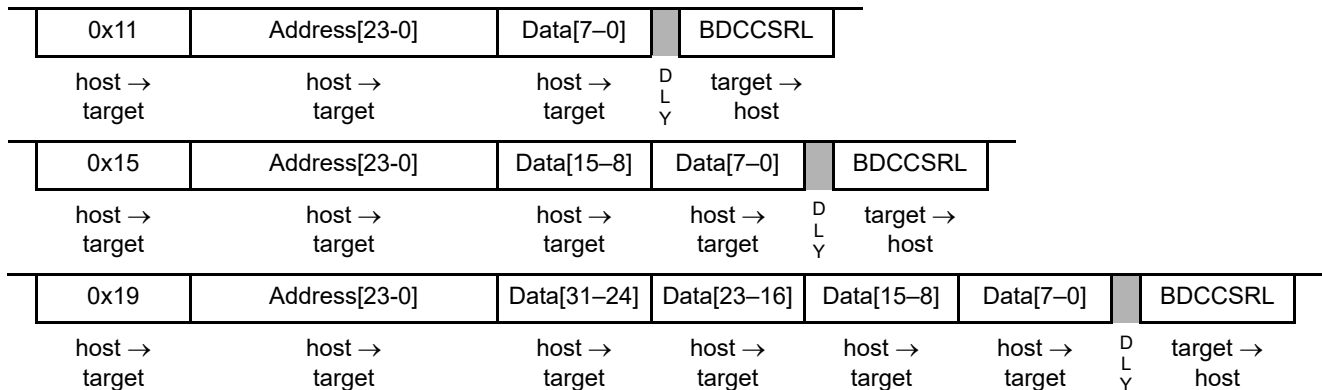 0x11 Address[23-0] Data[7–0] BDCCSRL
host → host → host → D L Y target →
target target target host
0x15 Address[23-0] Data[15–8] Data[7–0] BDCCSRL
host → host → host → host → D L Y target →
target target target target host
0x19 Address[23-0] Data[31–24] Data[23–16] Data[15–8] Data[7–0] BDCCSRL
host → host → host → host → host → host → D L Y target →
target target target target target target host